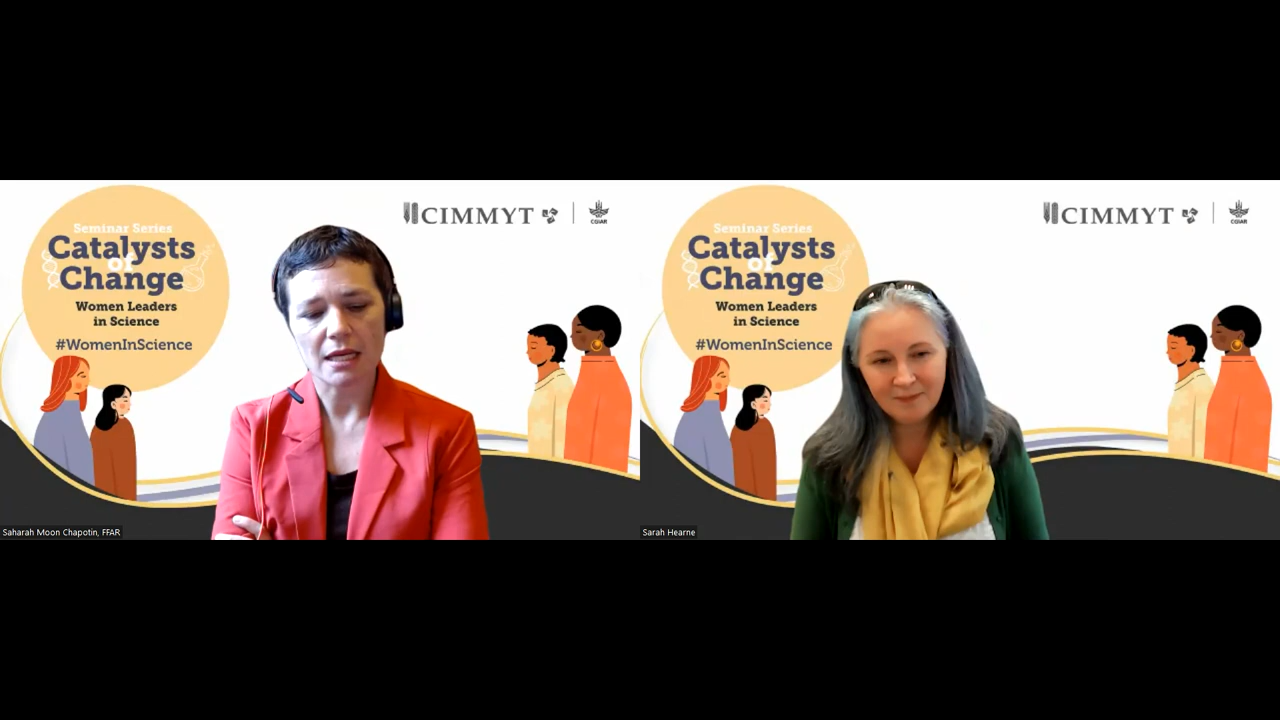 Seminar Series
Catalysts
of
Change
Women Leaders
in Science
#WomenInScience
CIMMYT
CGIAR
Saharah Moon Chapotin, FFAR
Seminar Series
Catalysts
of
Change
Women Leaders
in Science
#WomenInScience
CIMMYT
CGIAR
Sarah Hearne